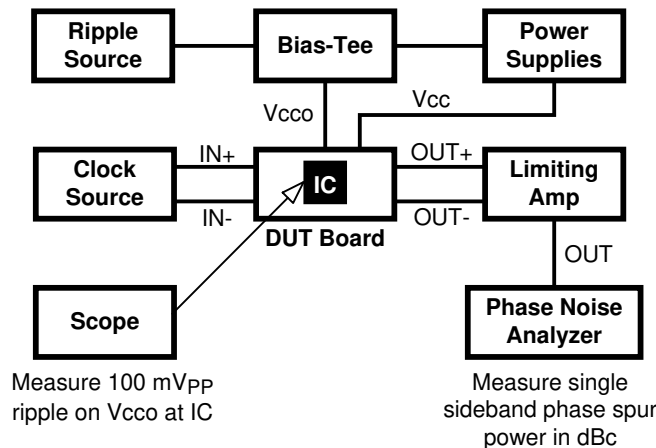 Ripple
Source
Bias-Tee
Power
Supplies
Vcco
Vcc
Clock
Source
IN+
IN-
IC
DUT Board
OUT+
OUT-
Limiting
Amp
OUT
Scope
Phase Noise
Analyzer
Measure 100 mVPP
ripple on Vcco at IC
Measure single
sideband phase spur
power in dBc